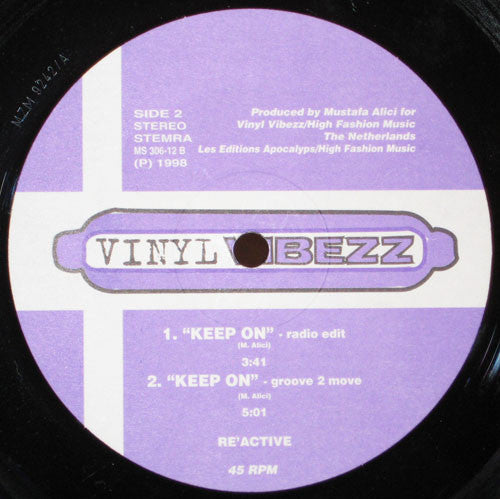 MZM 0242/A
SIDE 2
STEREO
STEMRA
MS 306-12 B
(P) 1998
Produced by Mustafa Alici for
Vinyl Vibezz/High Fashion Music
The Netherlands
Les Editions Apocalyps/High Fashion Music
VINYL VIBEZZ
1. “KEEP ON” - radio edit
(M. Alici)
3:41
2. “KEEP ON” - groove 2 move
(M. Alici)
5:01
RE'ACTIVE
45 RPM